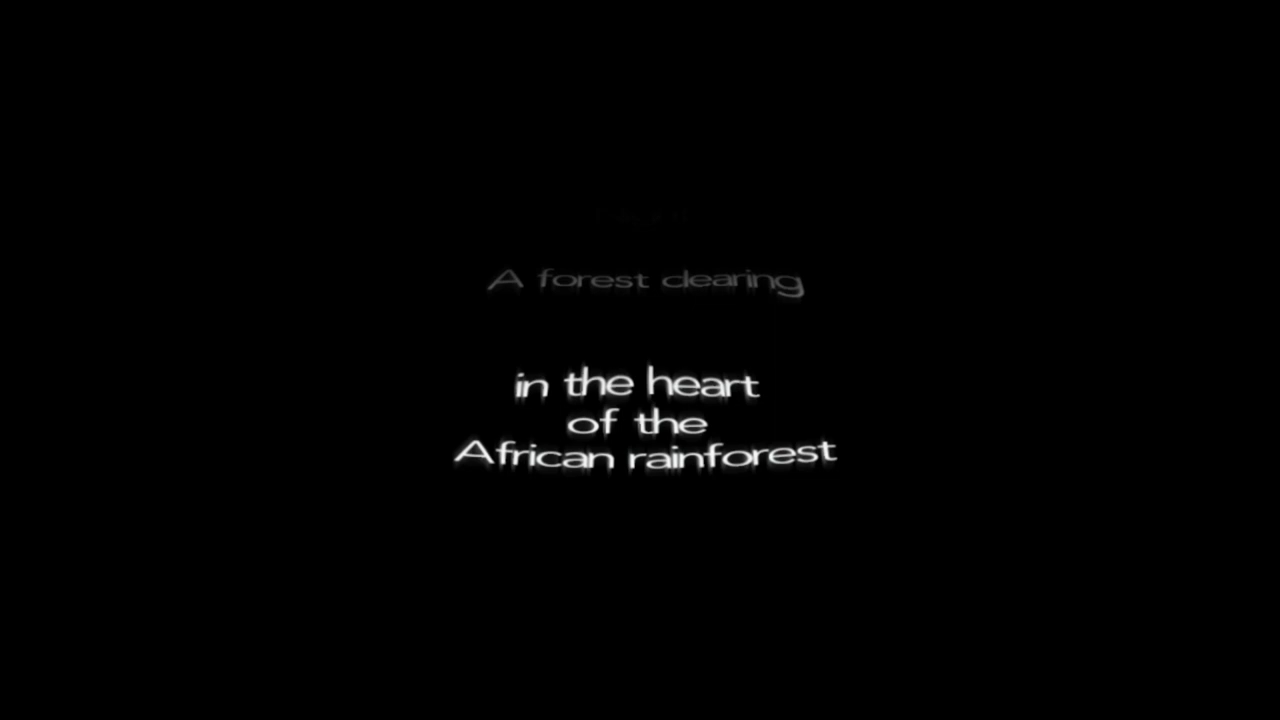 A forest clearing
in the heart
of the
African rainforest